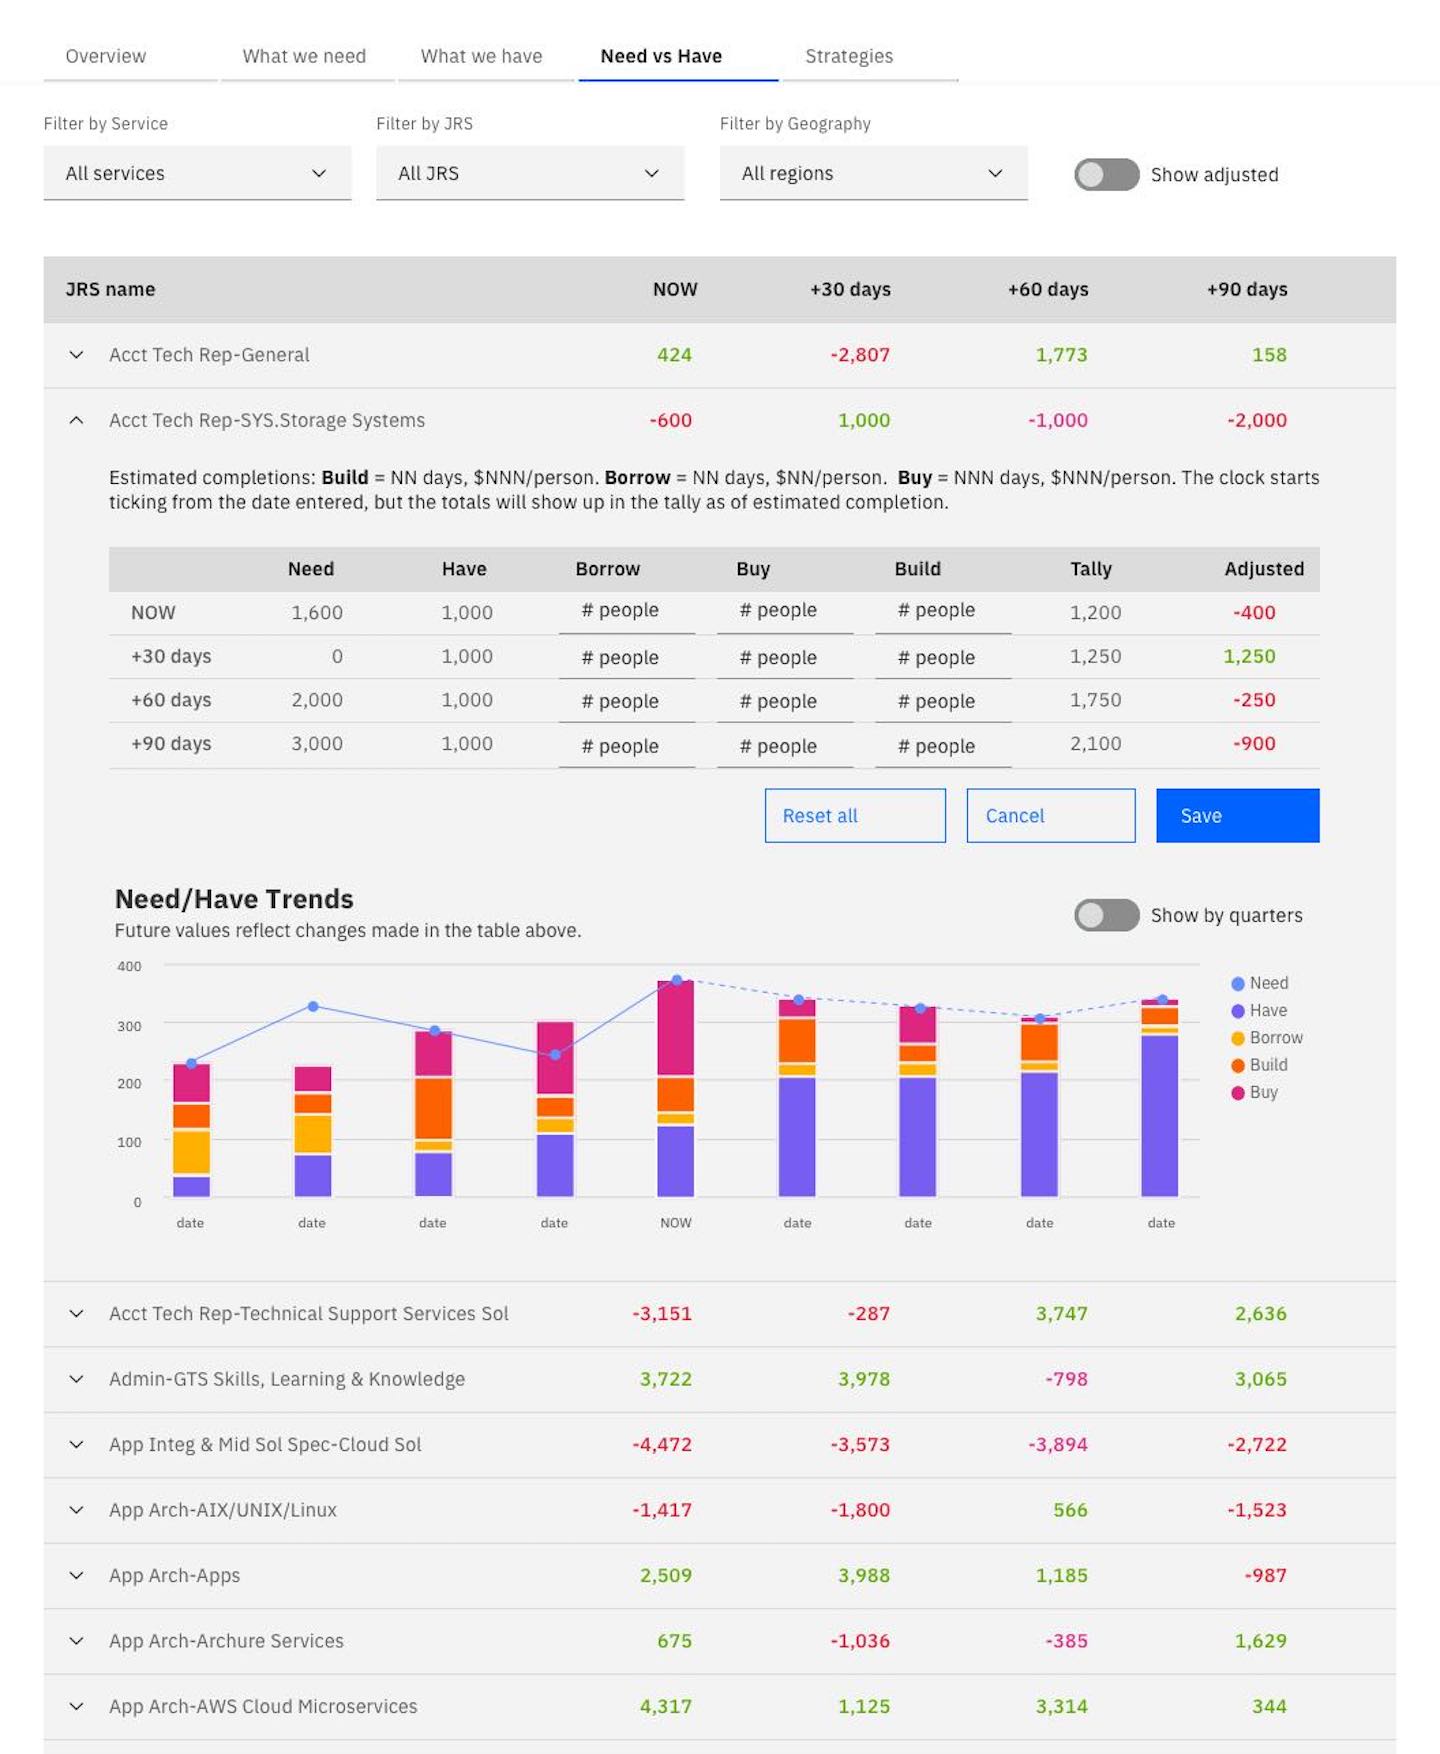 Overview What we need What we have Need vs Have Strategies
Filter by Service Filter by JRS Filter by Geography
All services All JRS All regions Show adjusted
JRS name NOW +30 days +60 days +90 days
Acct Tech Rep-General 424 -2,807 1,773 158
Acct Tech Rep-SYS.Storage Systems -600 1,000 -1,000 -2,000
Estimated completions: Build = NN days, $NNN/person. Borrow = NN days, $NN/person. Buy = NNN days, $NNN/person. The clock starts
ticking from the date entered, but the totals will show up in the tally as of estimated completion.
Need Have Borrow Buy Build Tally Adjusted
NOW 1,600 1,000 # people # people # people 1,200 -400
+30 days 0 1,000 # people # people # people 1,250 1,250
+60 days 2,000 1,000 # people # people # people 1,750 -250
+90 days 3,000 1,000 # people # people # people 2,100 -900
Reset all Cancel Save
Need/Have Trends
Future values reflect changes made in the table above.
Show by quarters
400
300
200
100
0
date date date date NOW date date date date
Need
Have
Borrow
Build
Buy
Acct Tech Rep-Technical Support Services Sol -3,151 -287 3,747 2,636
Admin-GTS Skills, Learning & Knowledge 3,722 3,978 -798 3,065
App Integ & Mid Sol Spec-Cloud Sol -4,472 -3,573 -3,894 -2,722
App Arch-AIX/UNIX/Linux -1,417 -1,800 566 -1,523
App Arch-Apps 2,509 3,988 1,185 -987
App Arch-Archure Services 675 -1,036 -385 1,629
App Arch-AWS Cloud Microservices 4,317 1,125 3,314 344